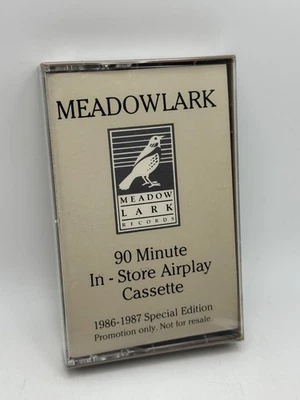 MEADOWLARK
MEADOW
LARK
RECORDS
90 Minute
In - Store Airplay
Cassette
1986-1987 Special Edition
Promotion only. Not for resale.